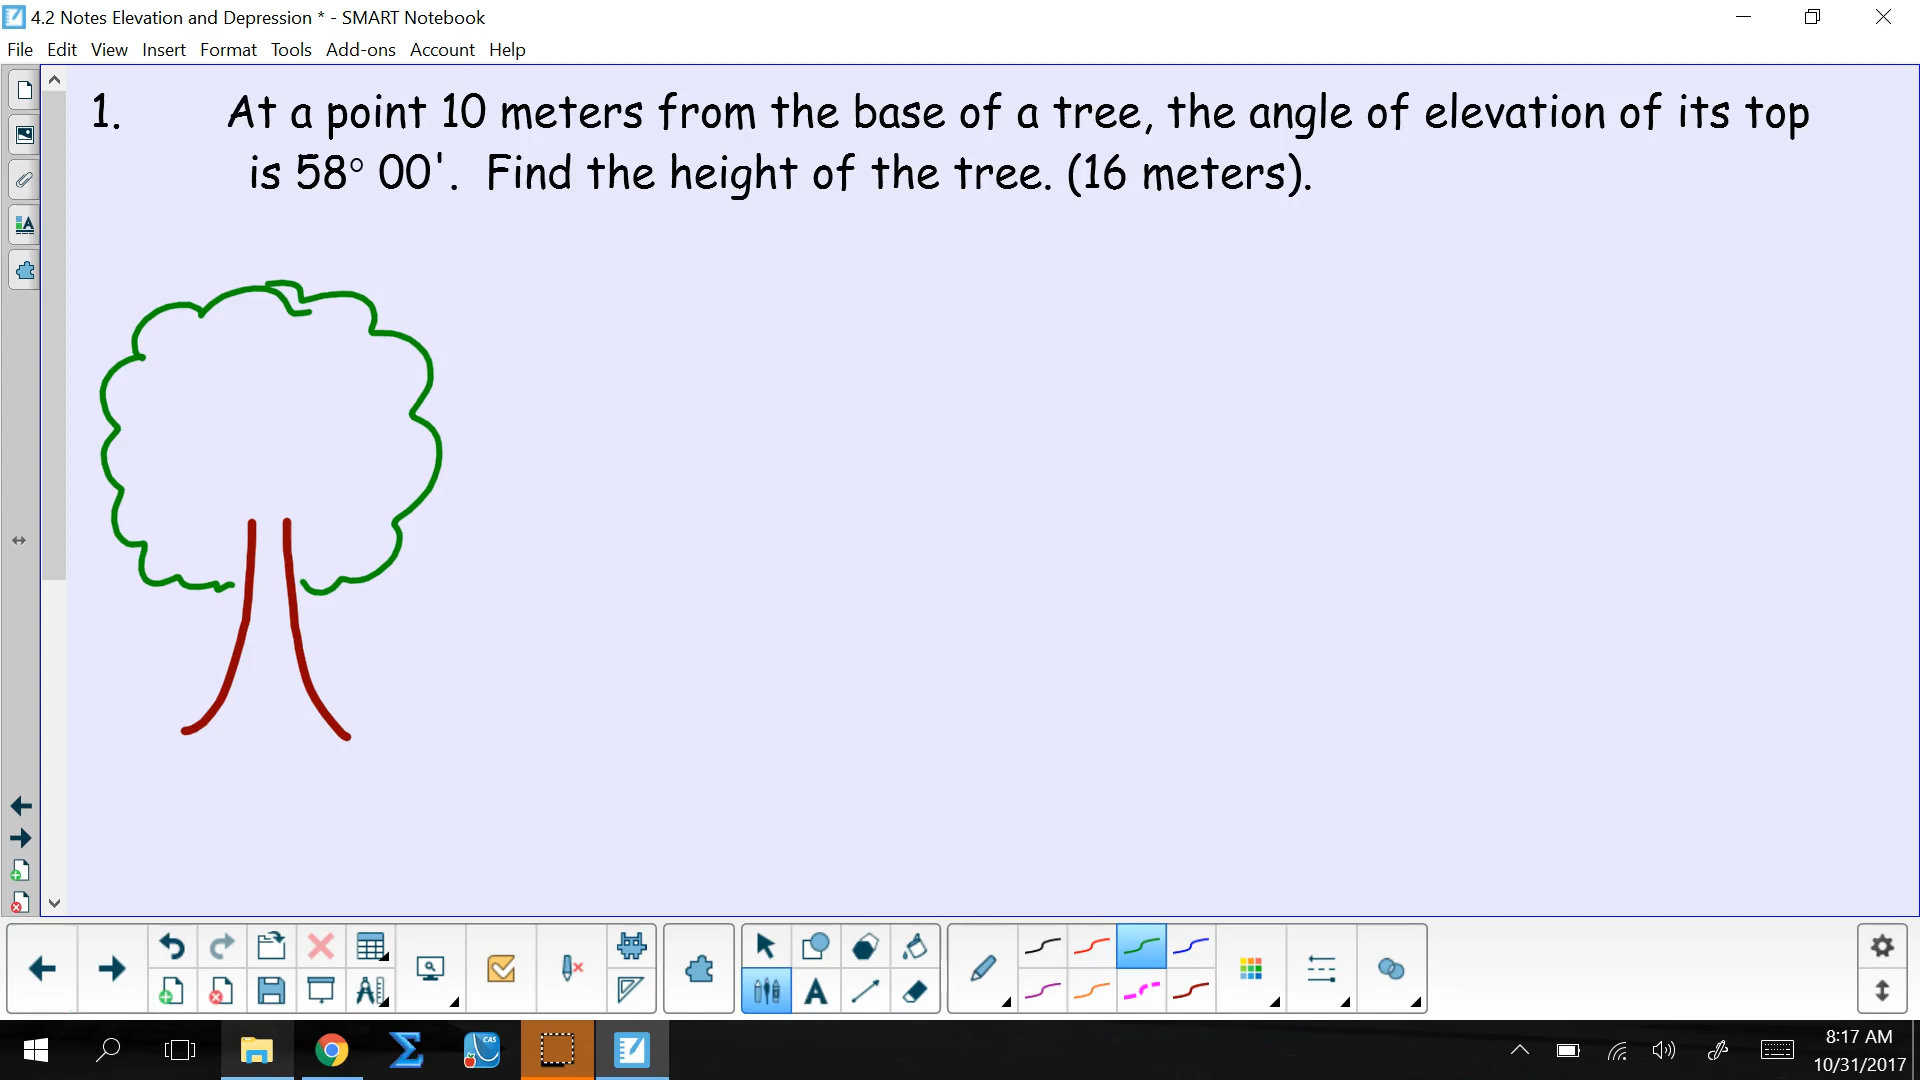 4.2 Notes Elevation and Depression * - SMART Notebook
File Edit View Insert Format Tools Add-ons Account Help
1. At a point 10 meters from the base of a tree, the angle of elevation of its top
is 58° 00'. Find the height of the tree. (16 meters).
A
A
CAS
8:17 AM
10/31/2017